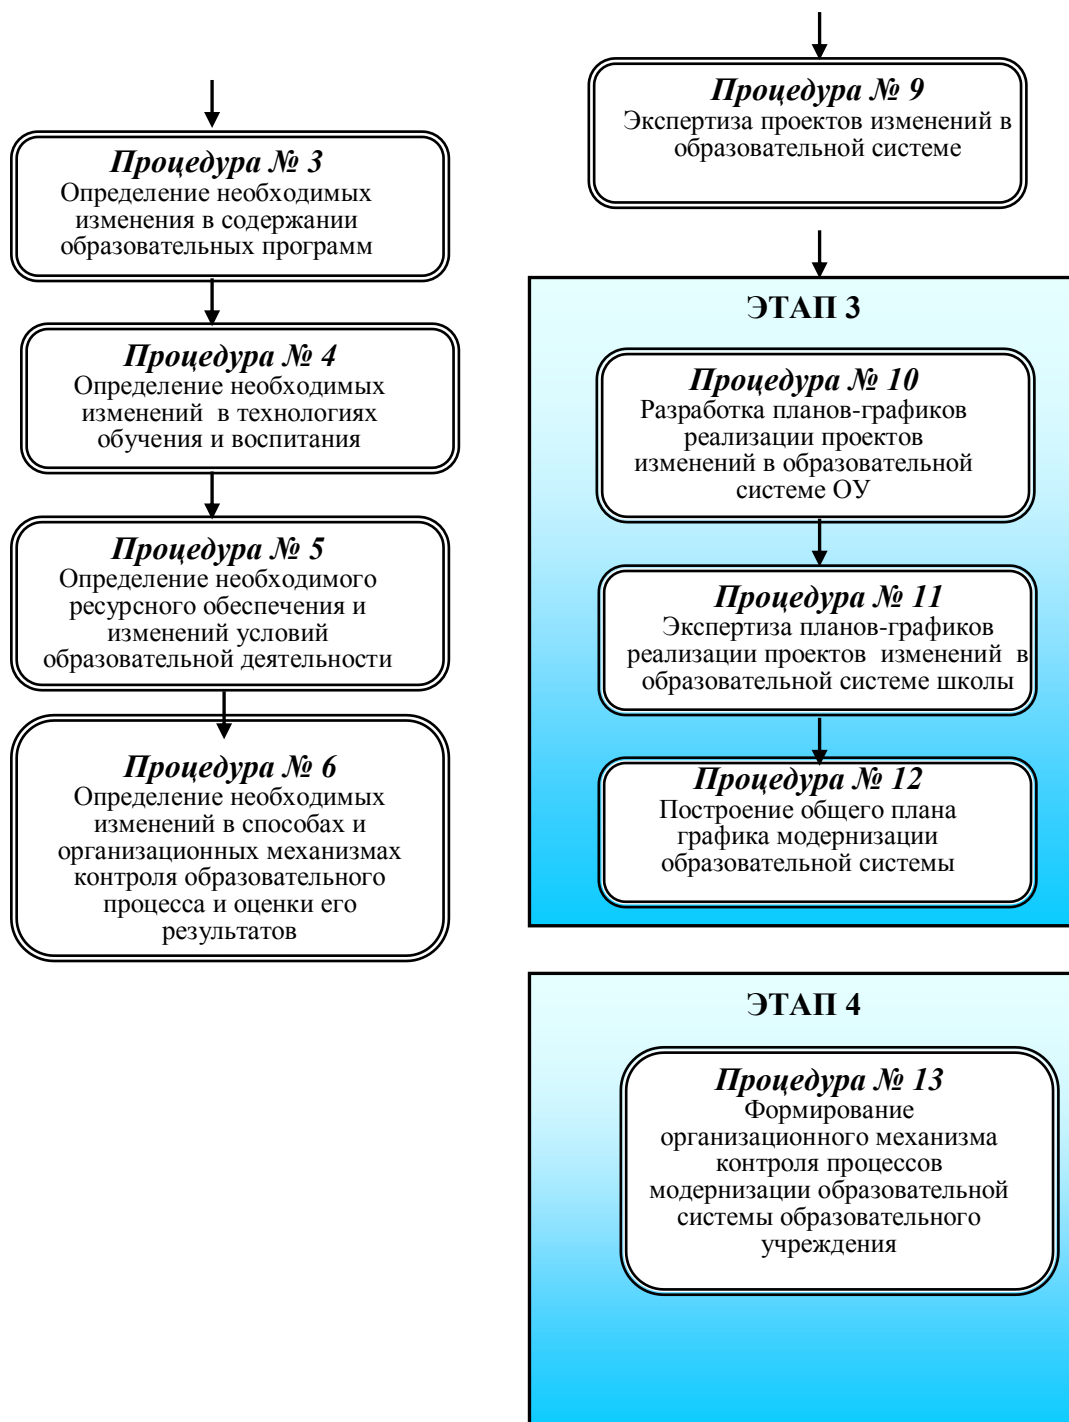 Процедура № 3
Определение необходимых
изменения в содержании
образовательных программ
Процедура № 4
Определение необходимых
изменений в технологиях
обучения и воспитания
Процедура № 5
Определение необходимого
ресурсного обеспечения и
изменений условий
образовательной деятельности
Процедура № 6
Определение необходимых
изменений в способах и
организационных механизмах
контроля образовательного
процесса и оценки его
результатов
Процедура № 9
Экспертиза проектов изменений в
образовательной системе
ЭТАП 3
Процедура № 10
Разработка планов-графиков
реализации проектов
изменений в образовательной
системе ОУ
Процедура № 11
Экспертиза планов-графиков
реализации проектов изменений в
образовательной системе школы
Процедура № 12
Построение общего плана
графика модернизации
образовательной системы
ЭТАП 4
Процедура № 13
Формирование
организационного механизма
контроля процессов
модернизации образовательной
системы образовательного
учреждения